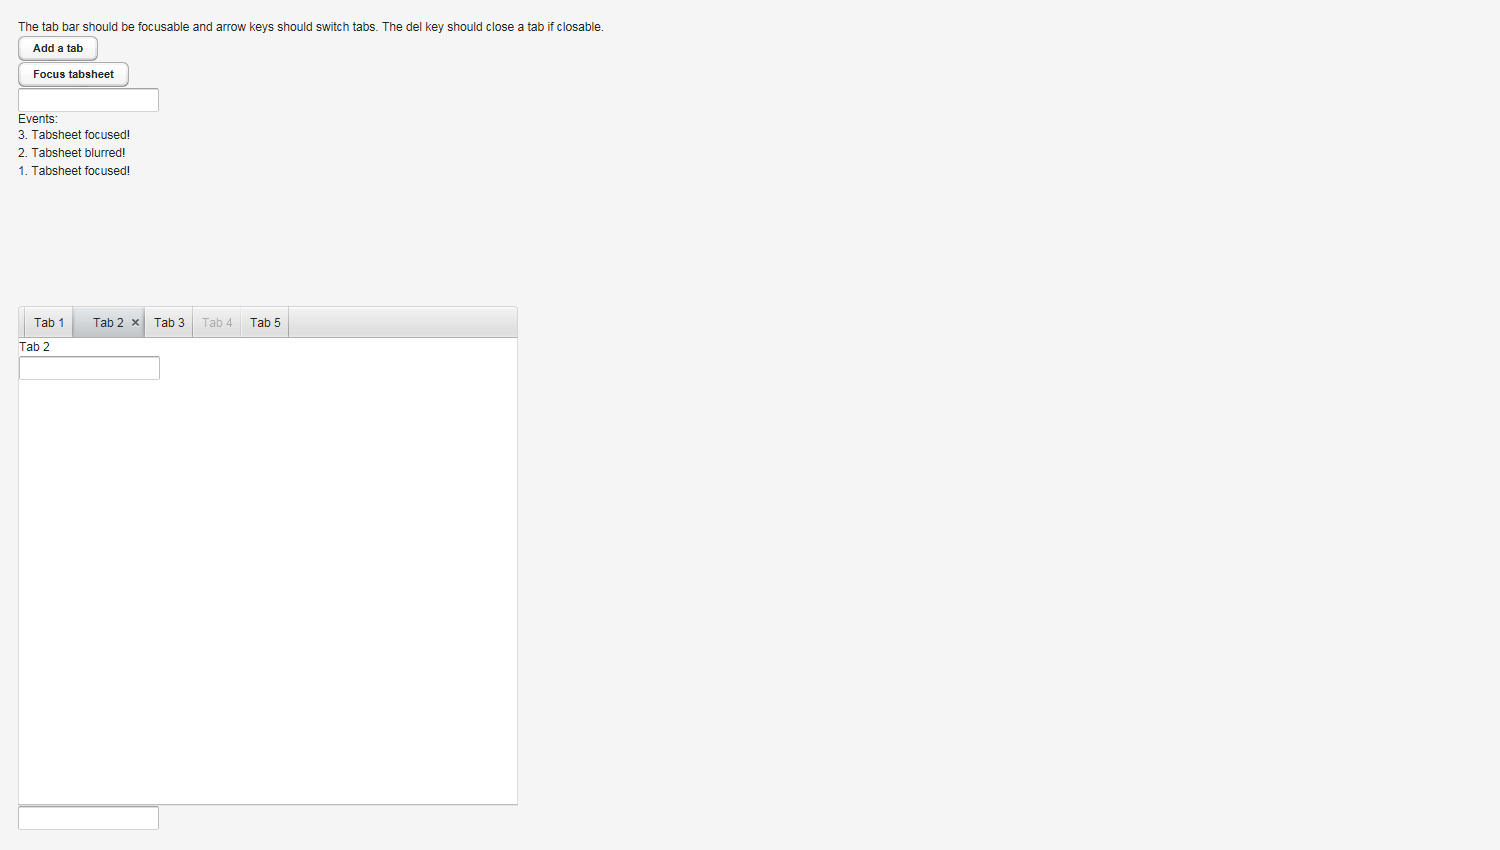 The tab bar should be focusable and arrow keys should switch tabs. The del key should close a tab if closable.
Add a tab
Focus tabsheet
Events:
3. Tabsheet focused!
2. Tabsheet blurred!
1. Tabsheet focused!
Tab 1 Tab 2 × Tab 3 Tab 4 Tab 5
Tab 2